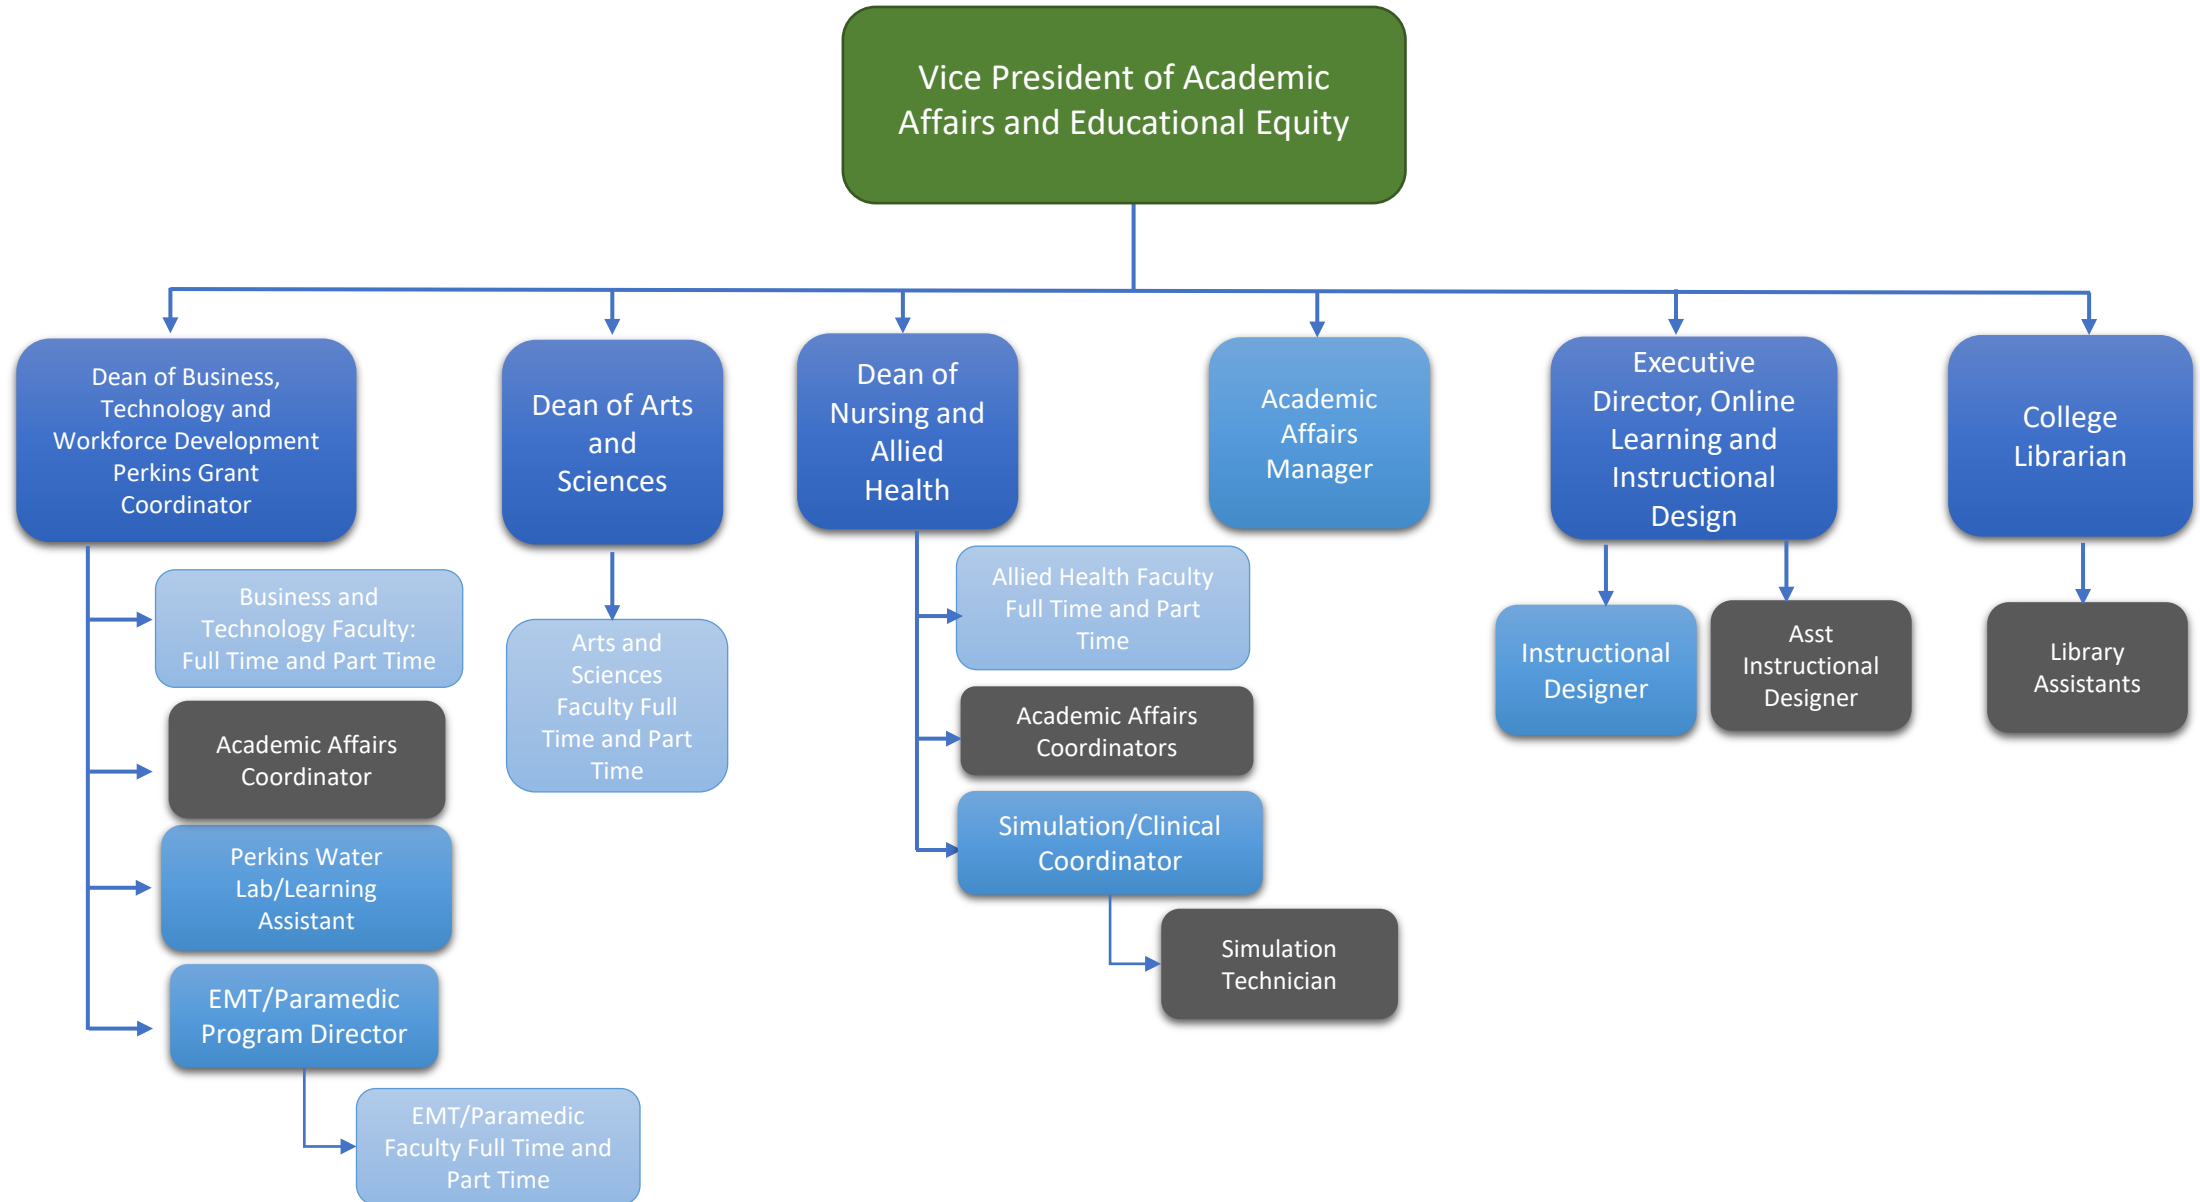 Vice President of Academic
Affairs and Educational Equity
Dean of Business,
Technology and
Workforce Development
Perkins Grant
Coordinator
Dean of Arts
and
Sciences
Dean of
Nursing and
Allied
Health
Academic
Affairs
Manager
Executive
Director, Online
Learning and
Instructional
Design
College
Librarian
Business and
Technology Faculty:
Full Time and Part Time
Academic Affairs
Coordinator
Perkins Water
Lab/Learning
Assistant
EMT/Paramedic
Program Director
EMT/Paramedic
Faculty Full Time and
Part Time
Arts and
Sciences
Faculty Full
Time and Part
Time
Allied Health Faculty
Full Time and Part
Time
Academic Affairs
Coordinators
Simulation/Clinical
Coordinator
Simulation
Technician
Instructional
Designer
Asst
Instructional
Designer
Library
Assistants